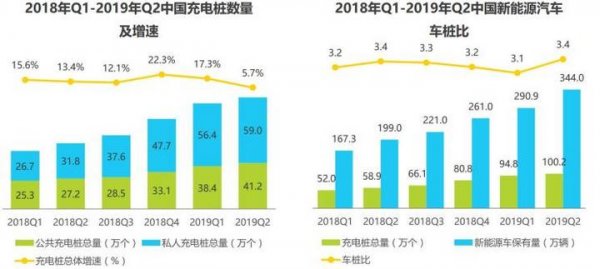 2018年Q1-2019年Q2中国充电桩数量
及增速
15.6% 13.4% 12.1% 22.3% 17.3% 5.7%
26.7 31.8 37.6 47.7 56.4 59.0
25.3 27.2 28.5 33.1 38.4 41.2
2018Q1 2018Q2 2018Q3 2018Q4 2019Q1 2019Q2
公共充电桩总量（万个） 私人充电桩总量（万个）
充电桩总体增速（%）
2018年Q1-2019年Q2中国新能源汽车
车桩比
3.2 3.4 3.3 3.2 3.1 3.4
167.3 199.0 221.0 261.0 290.9 344.0
52.0 58.9 66.1 80.8 94.8 100.2
2018Q1 2018Q2 2018Q3 2018Q4 2019Q1 2019Q2
充电桩总量（万个） 新能源车保有量（万辆）
车桩比